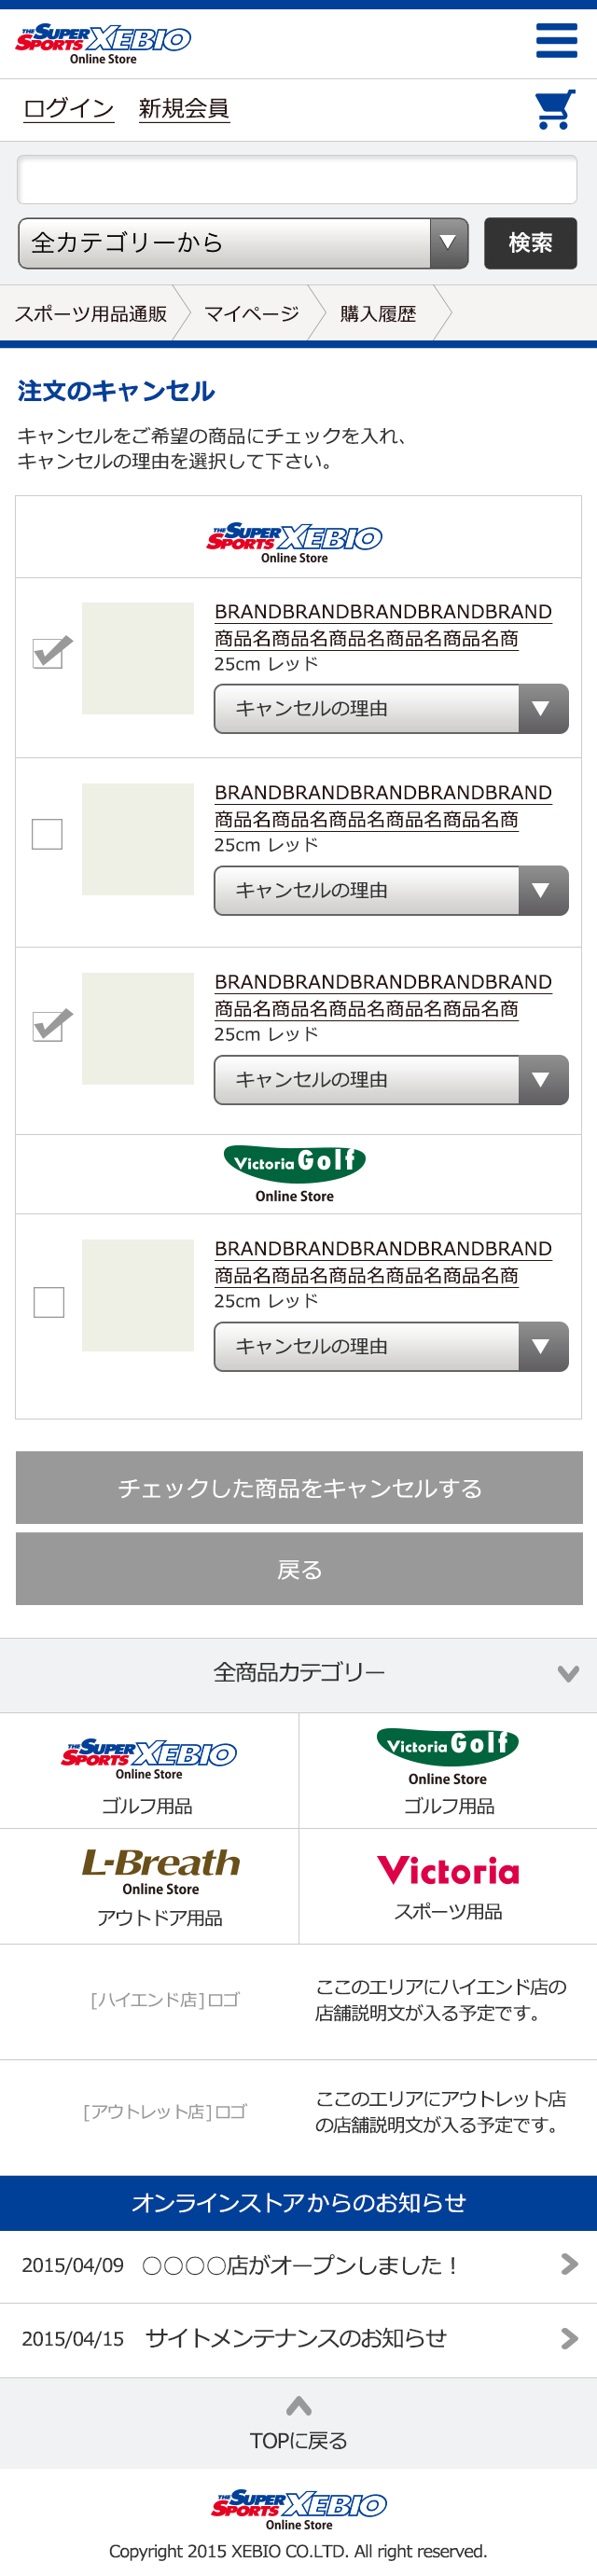 THE SUPER SPORTS XEBIO
Online Store
ログイン 新規会員
全カテゴリーから ▼ 検索
スポーツ用品通販 マイページ 購入履歴
注文のキャンセル
キャンセルをご希望の商品にチェックを入れ、
キャンセルの理由を選択して下さい。
THE SUPER SPORTS XEBIO
Online Store
BRANDBRANDBRANDBRANDBRAND
商品名商品名商品名商品名商品名商
25cm レッド
キャンセルの理由 ▼
BRANDBRANDBRANDBRANDBRAND
商品名商品名商品名商品名商品名商
25cm レッド
キャンセルの理由 ▼
BRANDBRANDBRANDBRANDBRAND
商品名商品名商品名商品名商品名商
25cm レッド
キャンセルの理由 ▼
Victoria Golf
Online Store
BRANDBRANDBRANDBRANDBRAND
商品名商品名商品名商品名商品名商
25cm レッド
キャンセルの理由 ▼
チェックした商品をキャンセルする
戻る
全商品カテゴリー
THE SUPER SPORTS XEBIO
Online Store
ゴルフ用品
Victoria Golf
Online Store
ゴルフ用品
L-Breath
Online Store
アウトドア用品
Victoria
スポーツ用品
[ハイエンド店]ロゴ
ここのエリアにハイエンド店の
店舗説明文が入る予定です。
[アウトレット店]ロゴ
ここのエリアにアウトレット店
の店舗説明文が入る予定です。
オンラインストアからのお知らせ
2015/04/09 〇〇〇〇店がオープンしました！
2015/04/15 サイトメンテナンスのお知らせ
TOPに戻る
THE SUPER SPORTS XEBIO
Online Store
Copyright 2015 XEBIO CO.LTD. All right reserved.